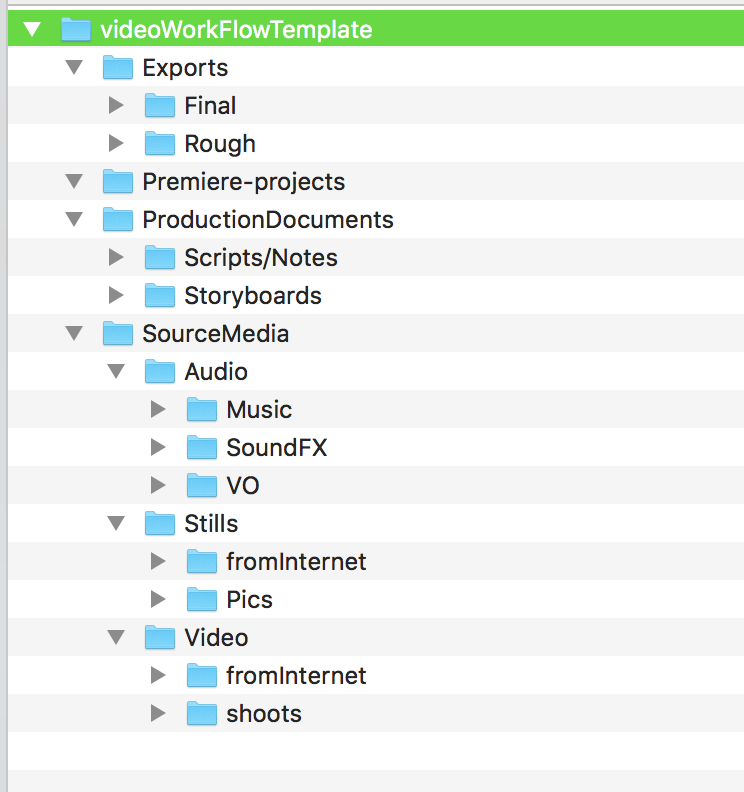 videoWorkFlowTemplate
Exports
Final
Rough
Premiere-projects
ProductionDocuments
Scripts/Notes
Storyboards
SourceMedia
Audio
Music
SoundFX
VO
Stills
fromInternet
Pics
Video
fromInternet
shoots